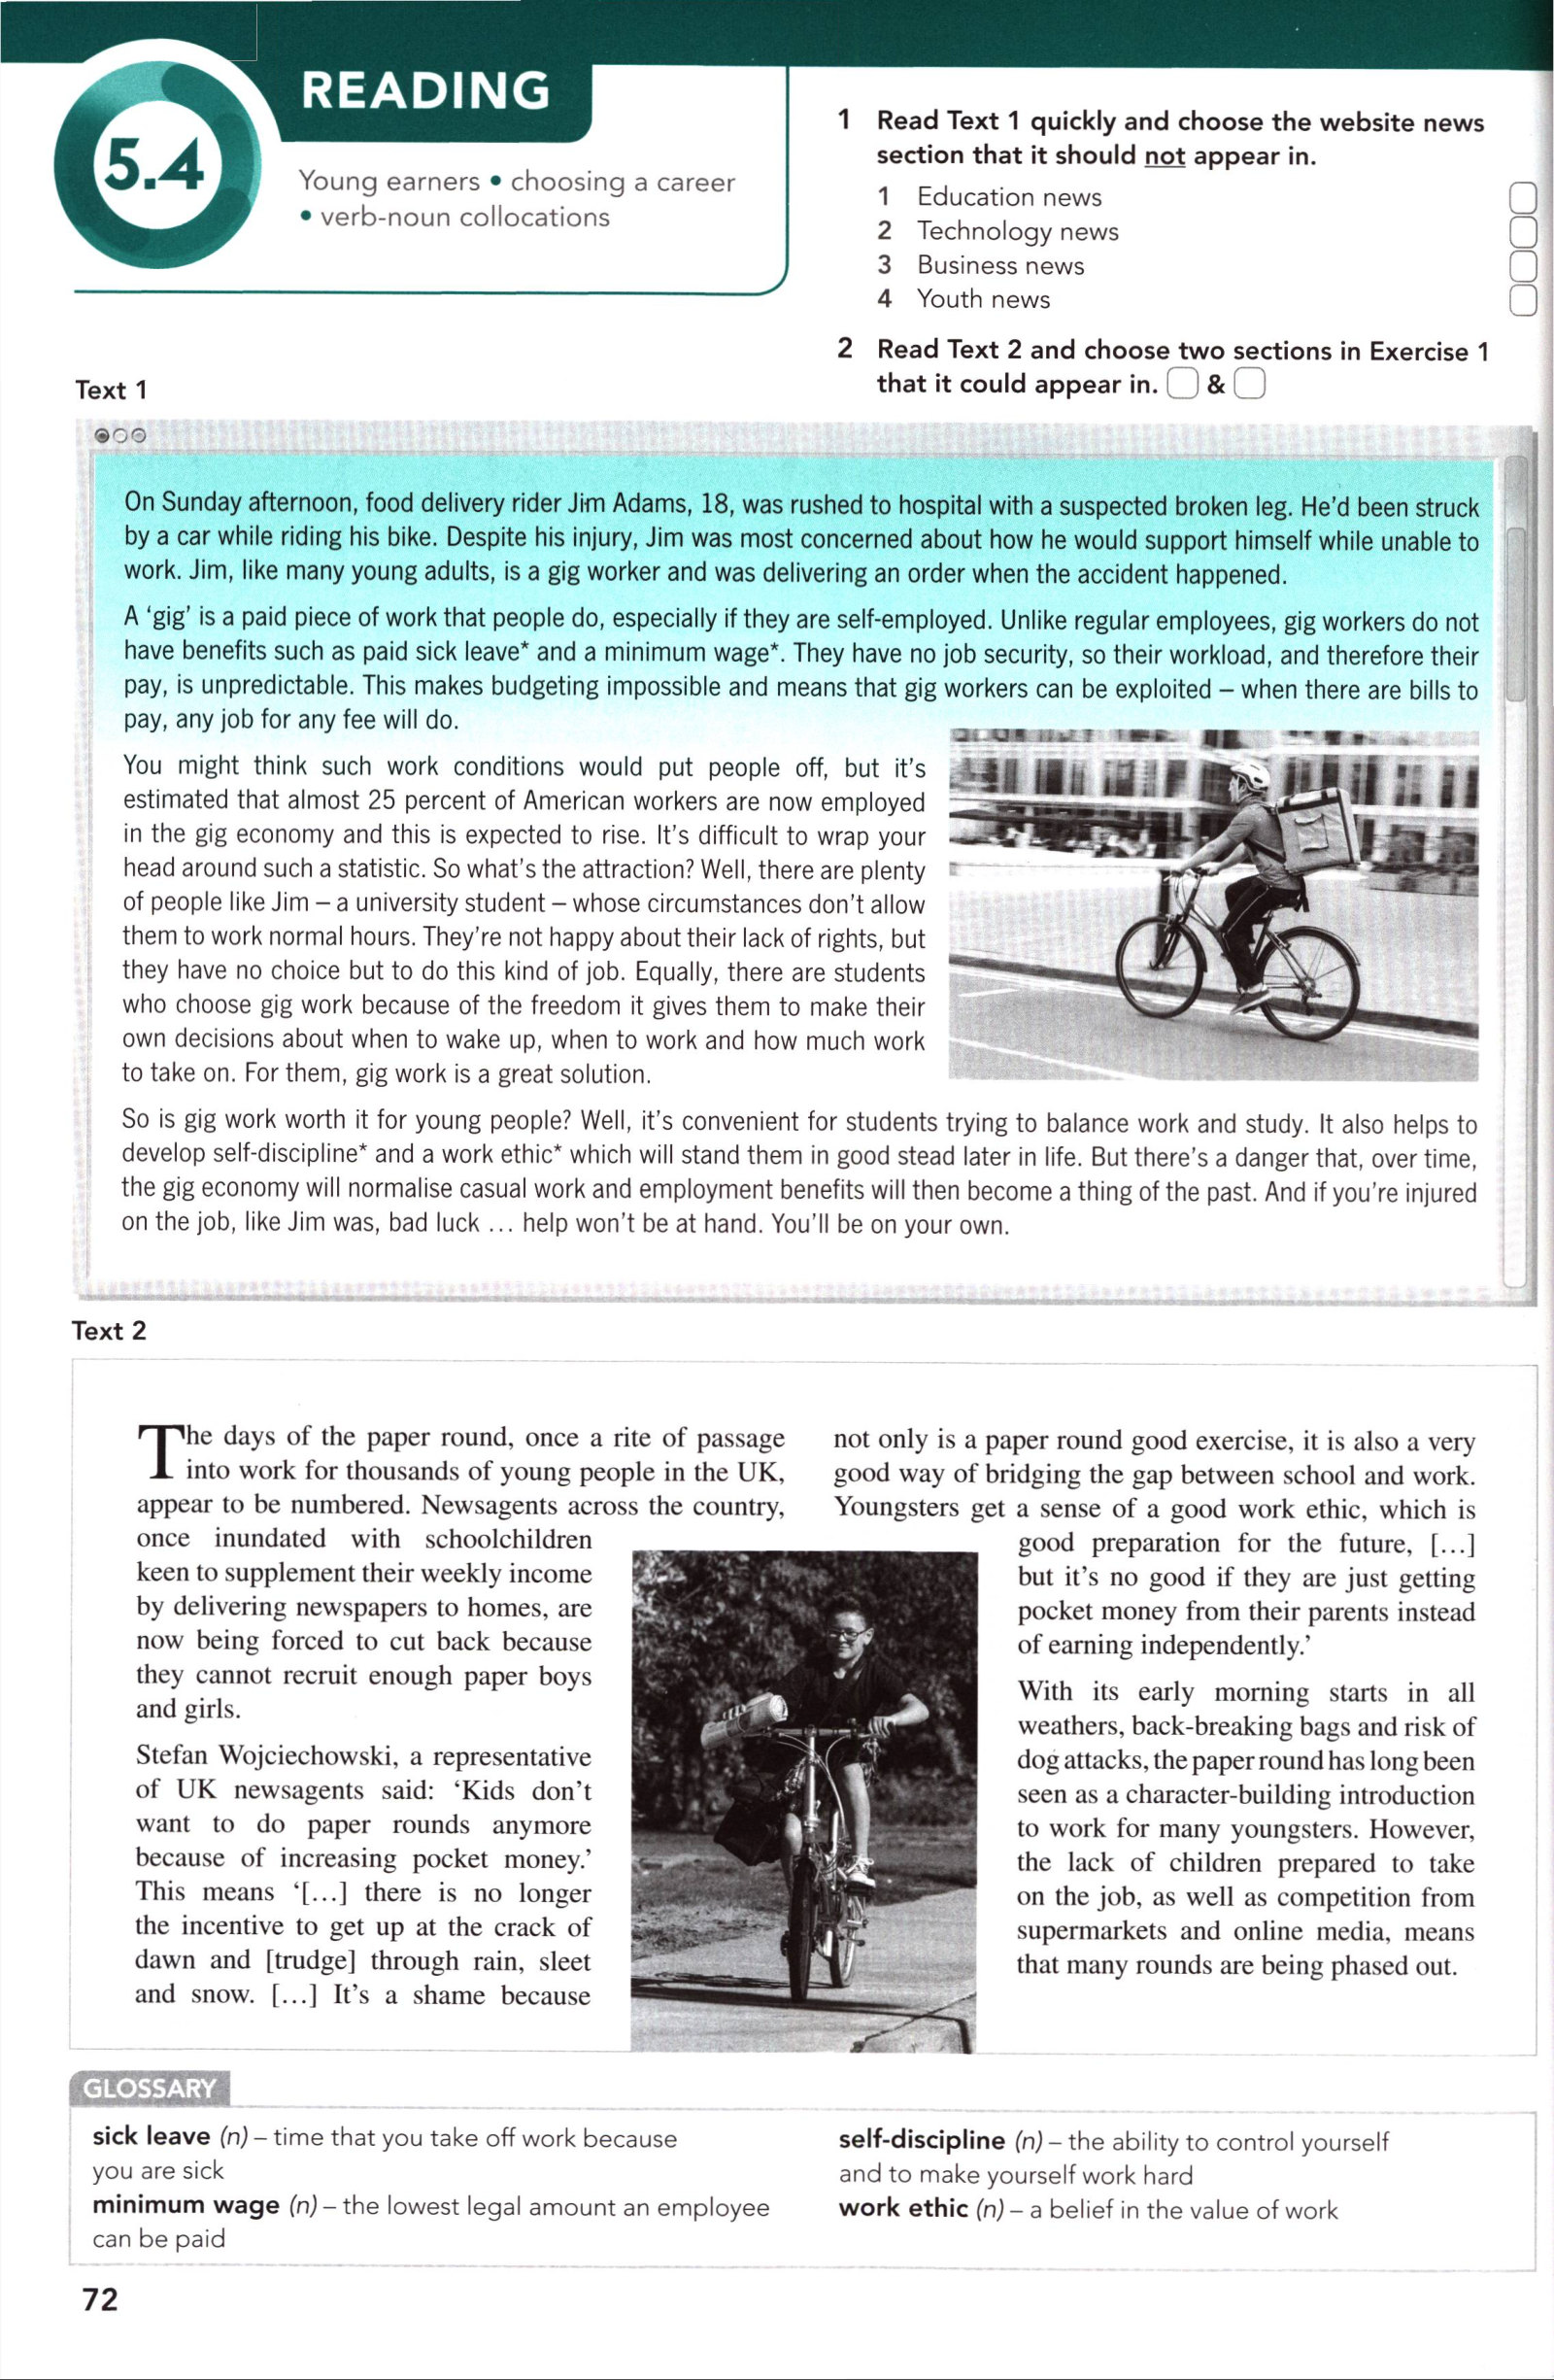 READING
5.4
Young earners • choosing a career
• verb-noun collocations
1 Read Text 1 quickly and choose the website news
section that it should not appear in.
1 Education news
2 Technology news
3 Business news
4 Youth news
2 Read Text 2 and choose two sections in Exercise 1
that it could appear in. &
Text 1
On Sunday afternoon, food delivery rider Jim Adams, 18, was rushed to hospital with a suspected broken leg. He'd been struck
by a car while riding his bike. Despite his injury, Jim was most concerned about how he would support himself while unable to
work. Jim, like many young adults, is a gig worker and was delivering an order when the accident happened.
A 'gig' is a paid piece of work that people do, especially if they are self-employed. Unlike regular employees, gig workers do not
have benefits such as paid sick leave* and a minimum wage*. They have no job security, so their workload, and therefore their
pay, is unpredictable. This makes budgeting impossible and means that gig workers can be exploited – when there are bills to
pay, any job for any fee will do.
You might think such work conditions would put people off, but it's
estimated that almost 25 percent of American workers are now employed
in the gig economy and this is expected to rise. It's difficult to wrap your
head around such a statistic. So what's the attraction? Well, there are plenty
of people like Jim – a university student – whose circumstances don't allow
them to work normal hours. They're not happy about their lack of rights, but
they have no choice but to do this kind of job. Equally, there are students
who choose gig work because of the freedom it gives them to make their
own decisions about when to wake up, when to work and how much work
to take on. For them, gig work is a great solution.
So is gig work worth it for young people? Well, it's convenient for students trying to balance work and study. It also helps to
develop self-discipline* and a work ethic* which will stand them in good stead later in life. But there's a danger that, over time,
the gig economy will normalise casual work and employment benefits will then become a thing of the past. And if you're injured
on the job, like Jim was, bad luck ... help won't be at hand. You'll be on your own.
Text 2
The days of the paper round, once a rite of passage
into work for thousands of young people in the UK,
appear to be numbered. Newsagents across the country,
once inundated with schoolchildren
keen to supplement their weekly income
by delivering newspapers to homes, are
now being forced to cut back because
they cannot recruit enough paper boys
and girls.
Stefan Wojciechowski, a representative
of UK newsagents said: 'Kids don't
want to do paper rounds anymore
because of increasing pocket money.'
This means '[...] there is no longer
the incentive to get up at the crack of
dawn and [trudge] through rain, sleet
and snow. [...] It's a shame because
not only is a paper round good exercise, it is also a very
good way of bridging the gap between school and work.
Youngsters get a sense of a good work ethic, which is
good preparation for the future, [...]
but it's no good if they are just getting
pocket money from their parents instead
of earning independently.'
With its early morning starts in all
weathers, back-breaking bags and risk of
dog attacks, the paper round has long been
seen as a character-building introduction
to work for many youngsters. However,
the lack of children prepared to take
on the job, as well as competition from
supermarkets and online media, means
that many rounds are being phased out.
GLOSSARY
sick leave (n) – time that you take off work because
you are sick
minimum wage (n) – the lowest legal amount an employee
can be paid
self-discipline (n) – the ability to control yourself
and to make yourself work hard
work ethic (n) – a belief in the value of work
72